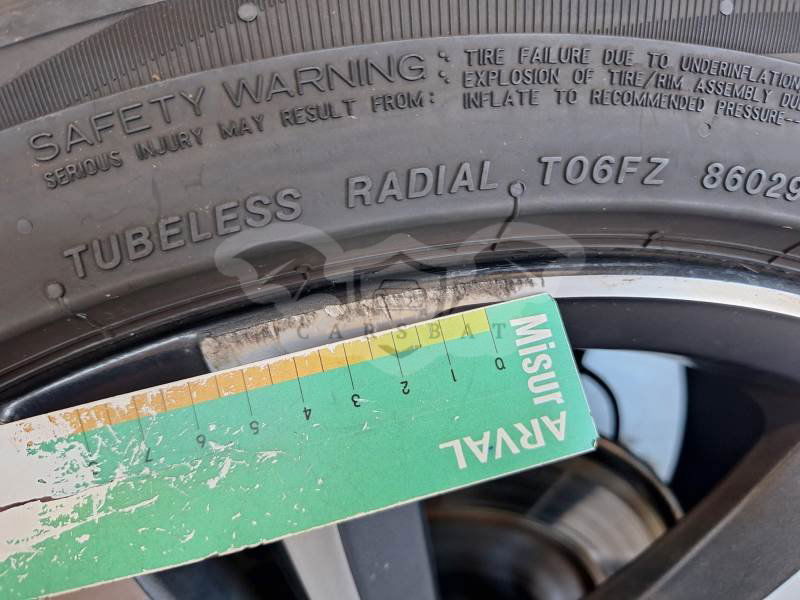 SAFETY WARNING:
SERIOUS INJURY MAY RESULT FROM:
• TIRE FAILURE DUE TO UNDERINFLATION
• EXPLOSION OF TIRE/RIM ASSEMBLY DUE
INFLATE TO RECOMMENDED PRESSURE--
TUBELESS RADIAL T06FZ 86029
CARSBAT
0 1 2 3 4 5 6 7
Misur
ARVAL